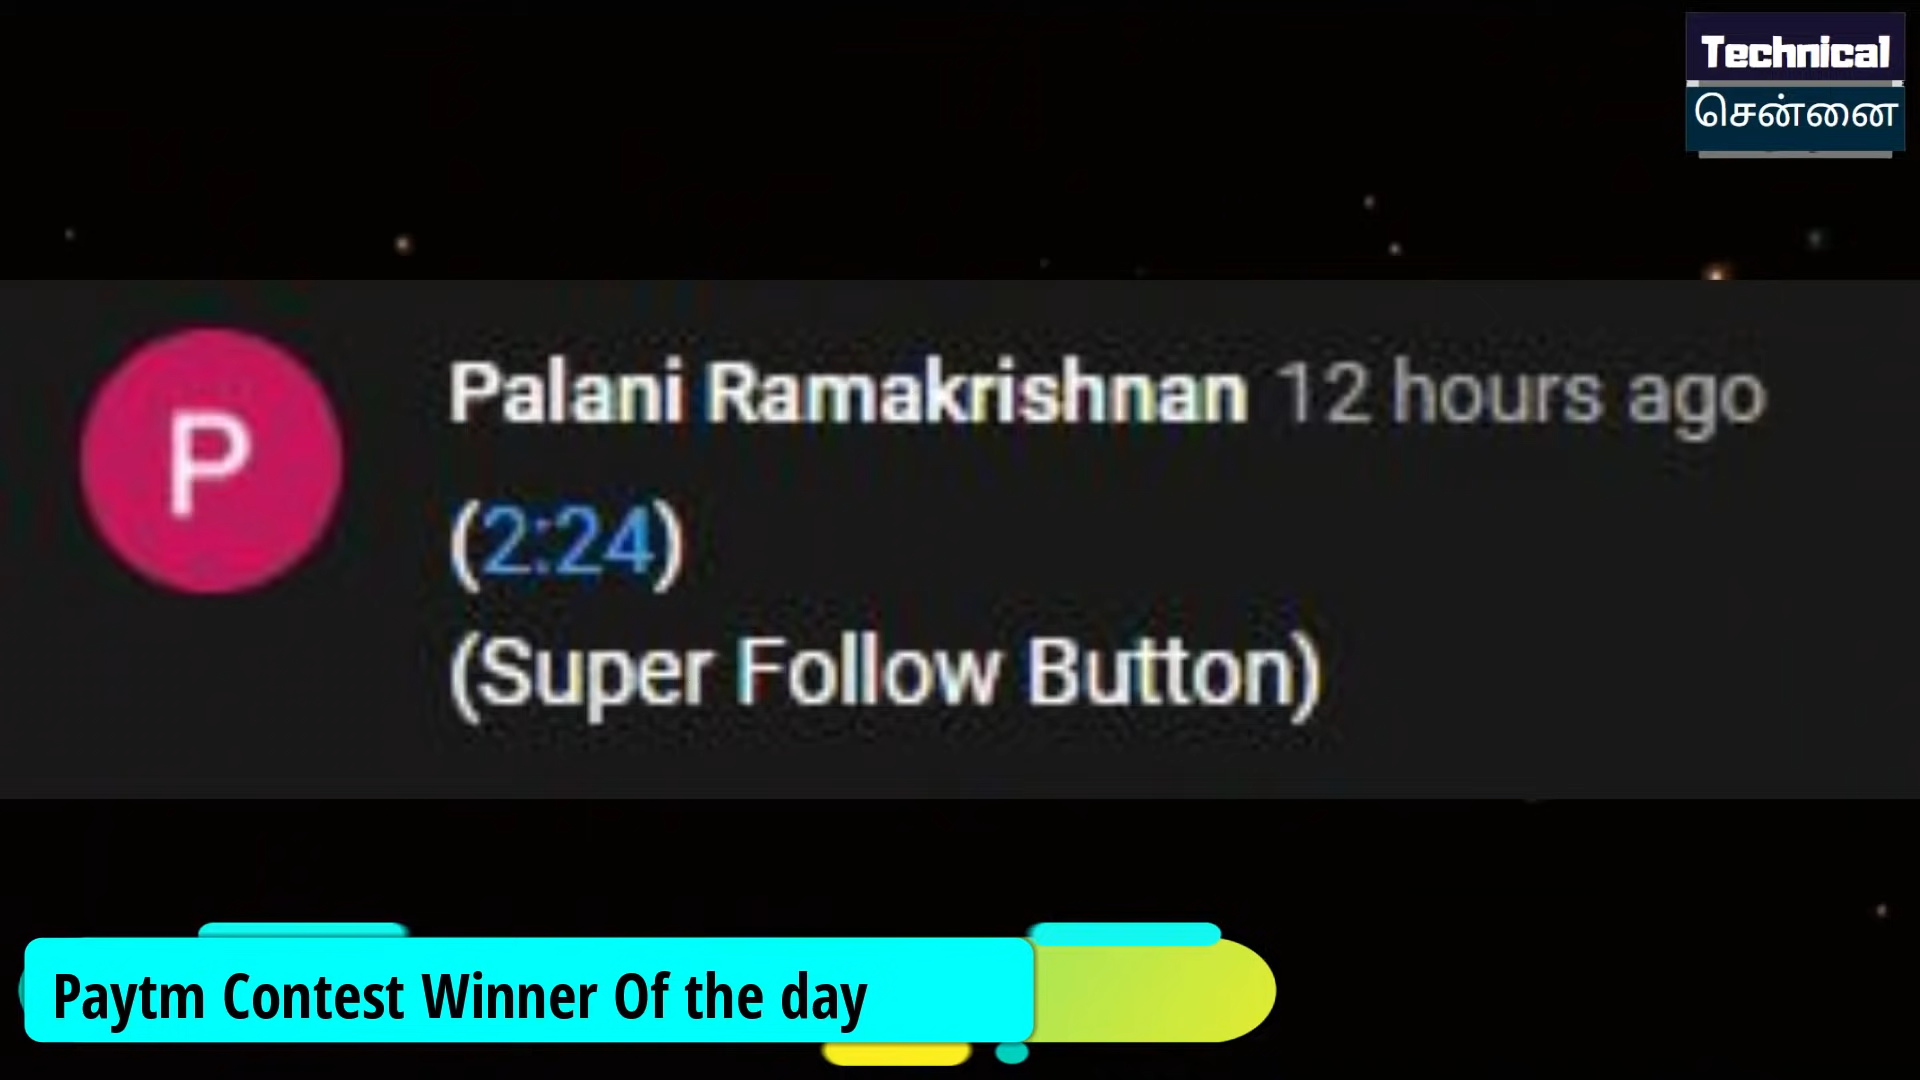 Technical
சென்னை
P
Palani Ramakrishnan 12 hours ago
(2:24)
(Super Follow Button)
Paytm Contest Winner Of the day